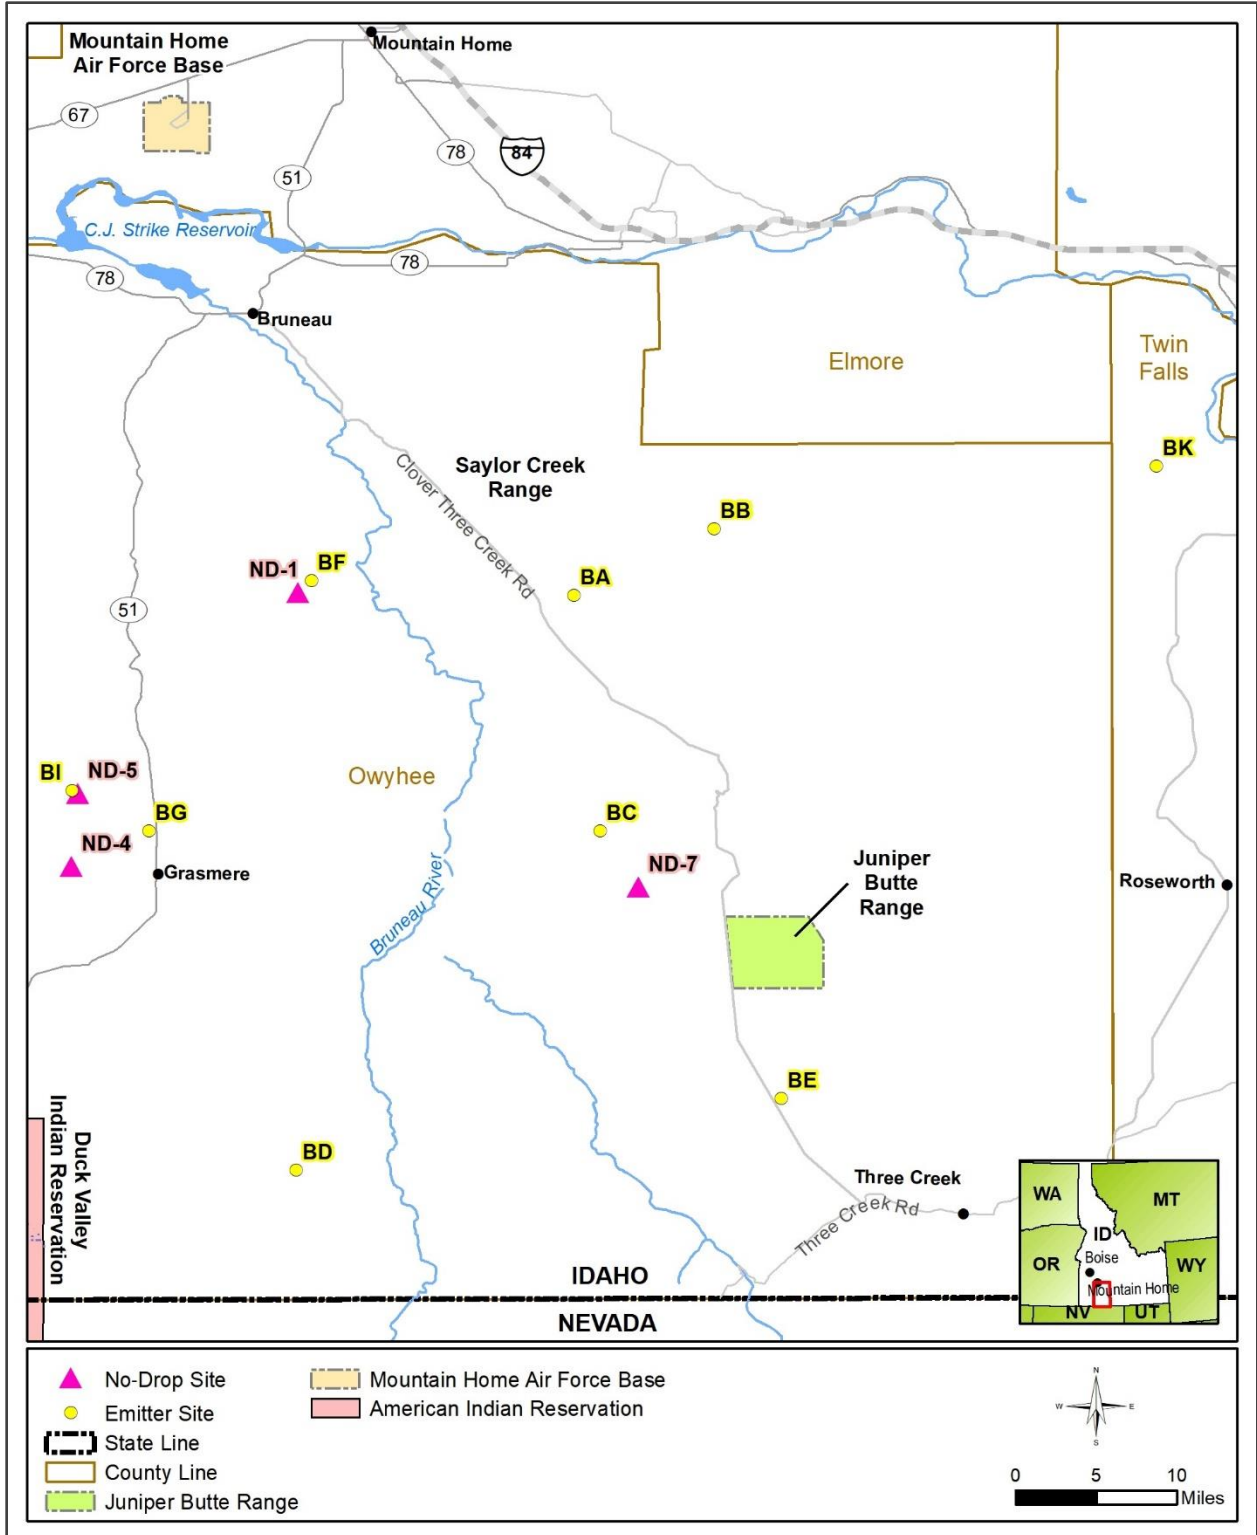 Mountain Home
Air Force Base
Mountain Home
67
78
84
51
C.J. Strike Reservoir
78
78
Bruneau
Elmore
Twin
Falls
BK
Saylor Creek
Range
Clover Three Creek Rd
BB
ND-1
BF
BA
51
BI
ND-5
Owyhee
BG
BC
ND-4
Grasmere
ND-7
Juniper
Butte
Range
Roseworth
Bruneau River
BE
Duck Valley
Indian Reservation
BD
Three Creek
Three Creek Rd
IDAHO
NEVADA
WA
MT
ID
OR
Boise
WY
Mountain Home
NV
UT
No-Drop Site
Emitter Site
State Line
County Line
Juniper Butte Range
Mountain Home Air Force Base
American Indian Reservation
N
W
E
S
0 5 10
Miles